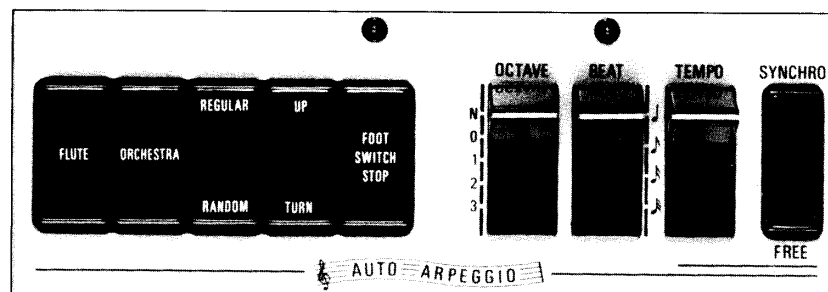 OCTAVE BEAT TEMPO SYNCHRO
REGULAR UP
N
0
1
2
3
FLUTE ORCHESTRA FOOT
SWITCH
STOP
RANDOM TURN
FREE
AUTO ARPEGGIO